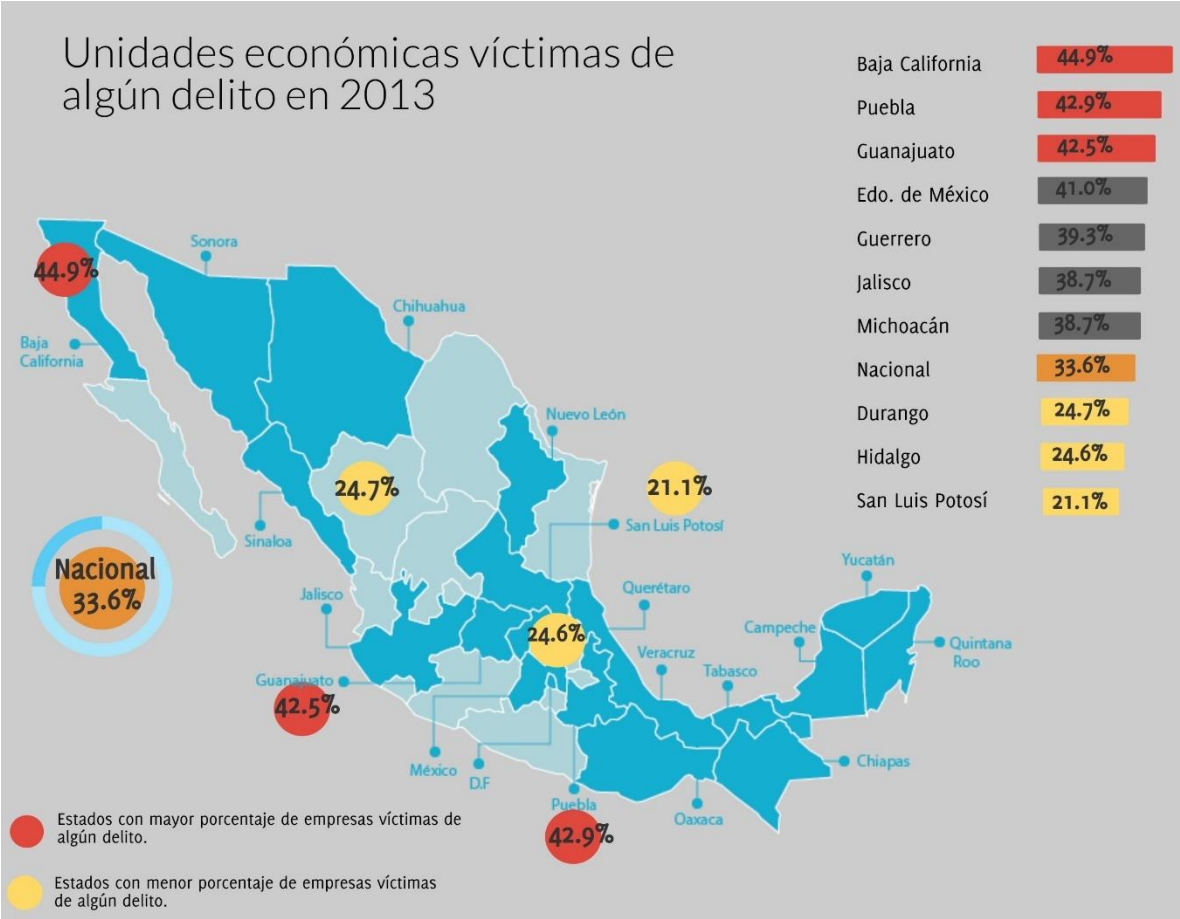 Unidades económicas víctimas de
algún delito en 2013
Baja California 44.9%
Puebla 42.9%
Guanajuato 42.5%
Edo. de México 41.0%
Guerrero 39.3%
Jalisco 38.7%
Michoacán 38.7%
Nacional 33.6%
Durango 24.7%
Hidalgo 24.6%
San Luis Potosí 21.1%
Sonora
44.9%
Chihuahua
Baja
California
Nuevo León
24.7%
21.1%
San Luis Potosí
Sinaloa
Nacional
33.6%
Yucatán
Jalisco
Querétaro
24.6%
Campeche
Quintana
Roo
Veracruz
Tabasco
Guanajuato
42.5%
México
D.F
Chiapas
Puebla
Oaxaca
42.9%
Estados con mayor porcentaje de empresas víctimas de
algún delito.
Estados con menor porcentaje de empresas víctimas
de algún delito.